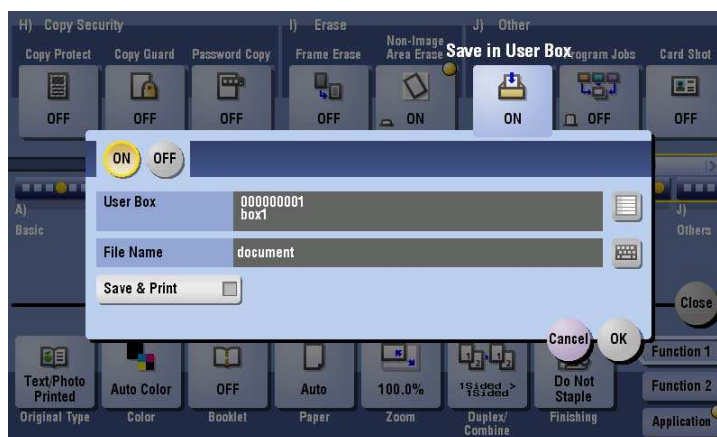 H) Copy Security
I) Erase
J) Other
Copy Protect
Copy Guard
Password Copy
Frame Erase
Non-Image
Area Erase
Save in User Box
rogram Jobs
Card Shot
OFF
OFF
OFF
OFF
ON
ON
OFF
OFF
ON
OFF
A)
Basic
J)
Others
User Box
000000001
box1
File Name
document
Save & Print
Close
Cancel
OK
Text/Photo
Printed
Auto Color
OFF
Auto
100.0%
1Sided >
1Sided
Do Not
Staple
Function 1
Function 2
Original Type
Color
Booklet
Paper
Zoom
Duplex/
Combine
Finishing
Application